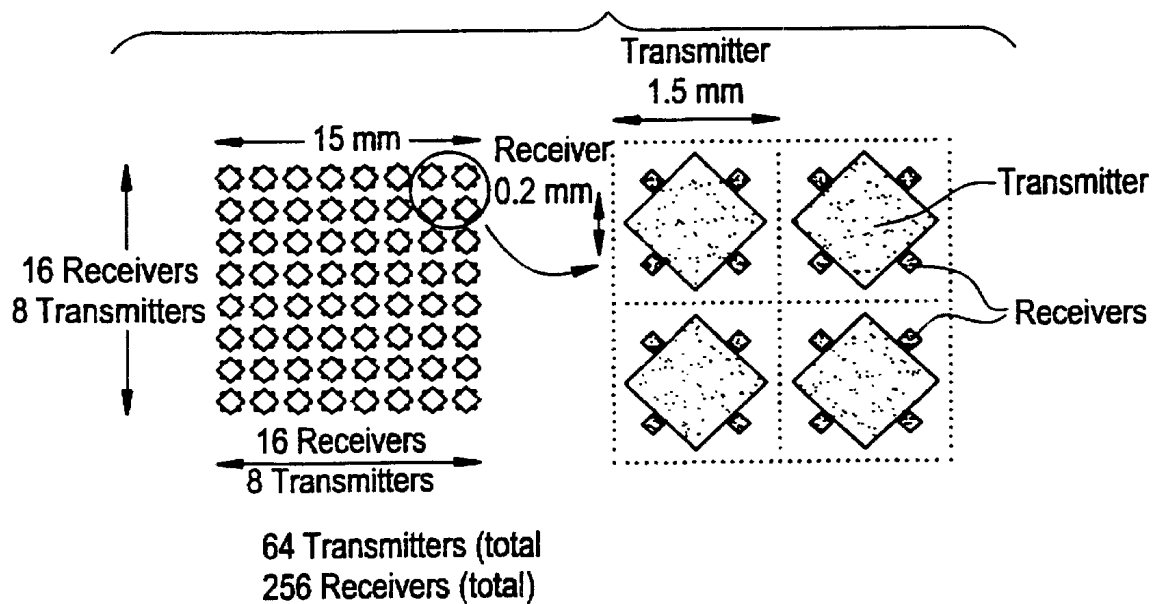 Transmitter
1.5 mm
15 mm
Receiver
0.2 mm
Transmitter
16 Receivers
8 Transmitters
Receivers
16 Receivers
8 Transmitters
64 Transmitters (total
256 Receivers (total)